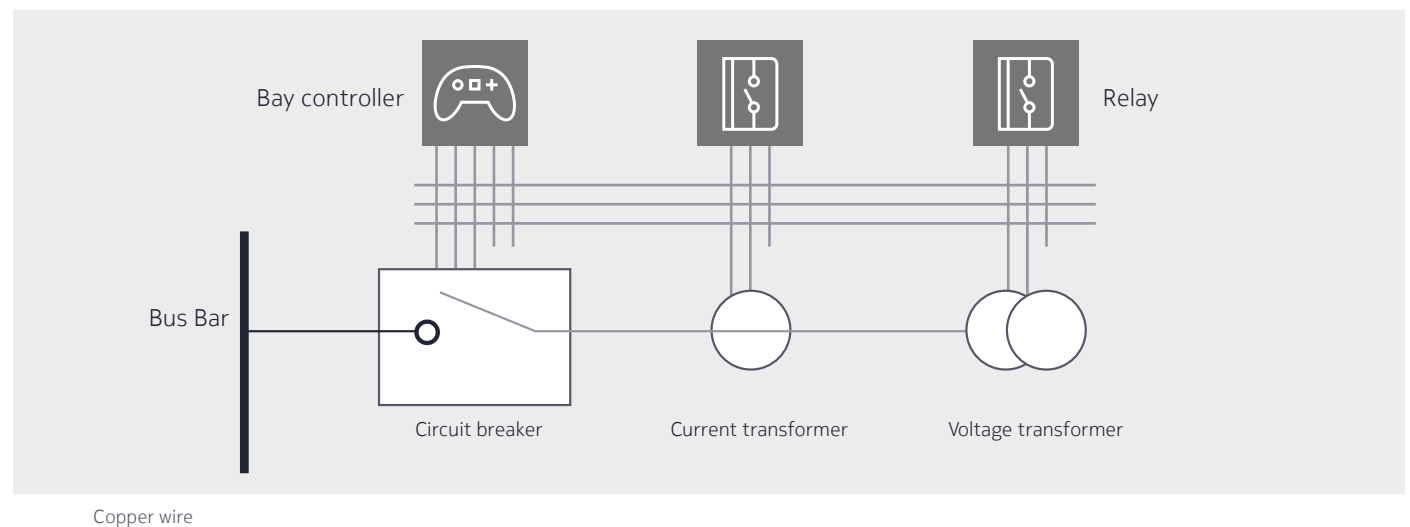 Bay controller
Relay
Bus Bar
Circuit breaker
Current transformer
Voltage transformer
Copper wire